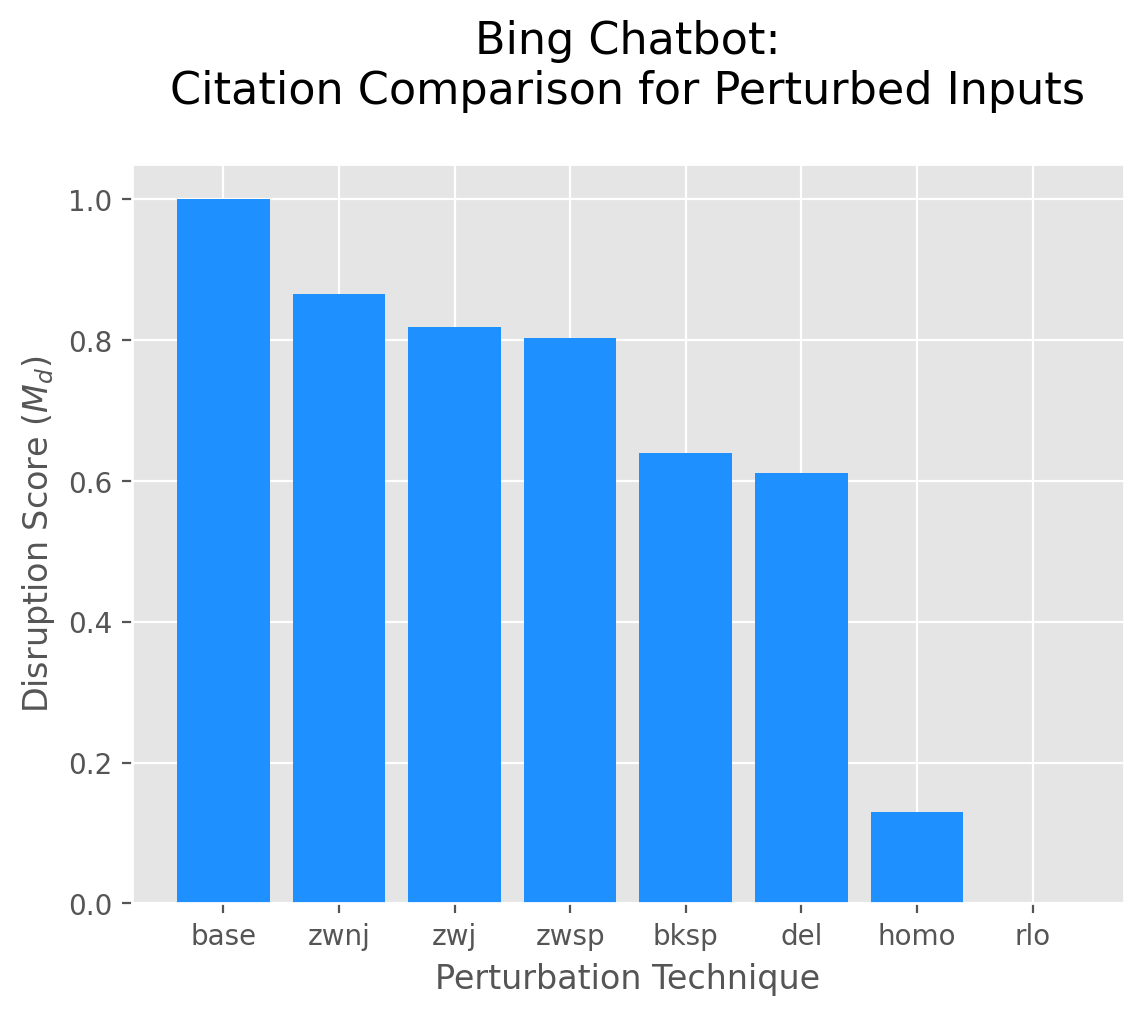 Bing Chatbot:
Citation Comparison for Perturbed Inputs
Disruption Score (M_d)
1.0
0.8
0.6
0.4
0.2
0.0
base zwnj zwj zwsp bksp del homo rlo
Perturbation Technique